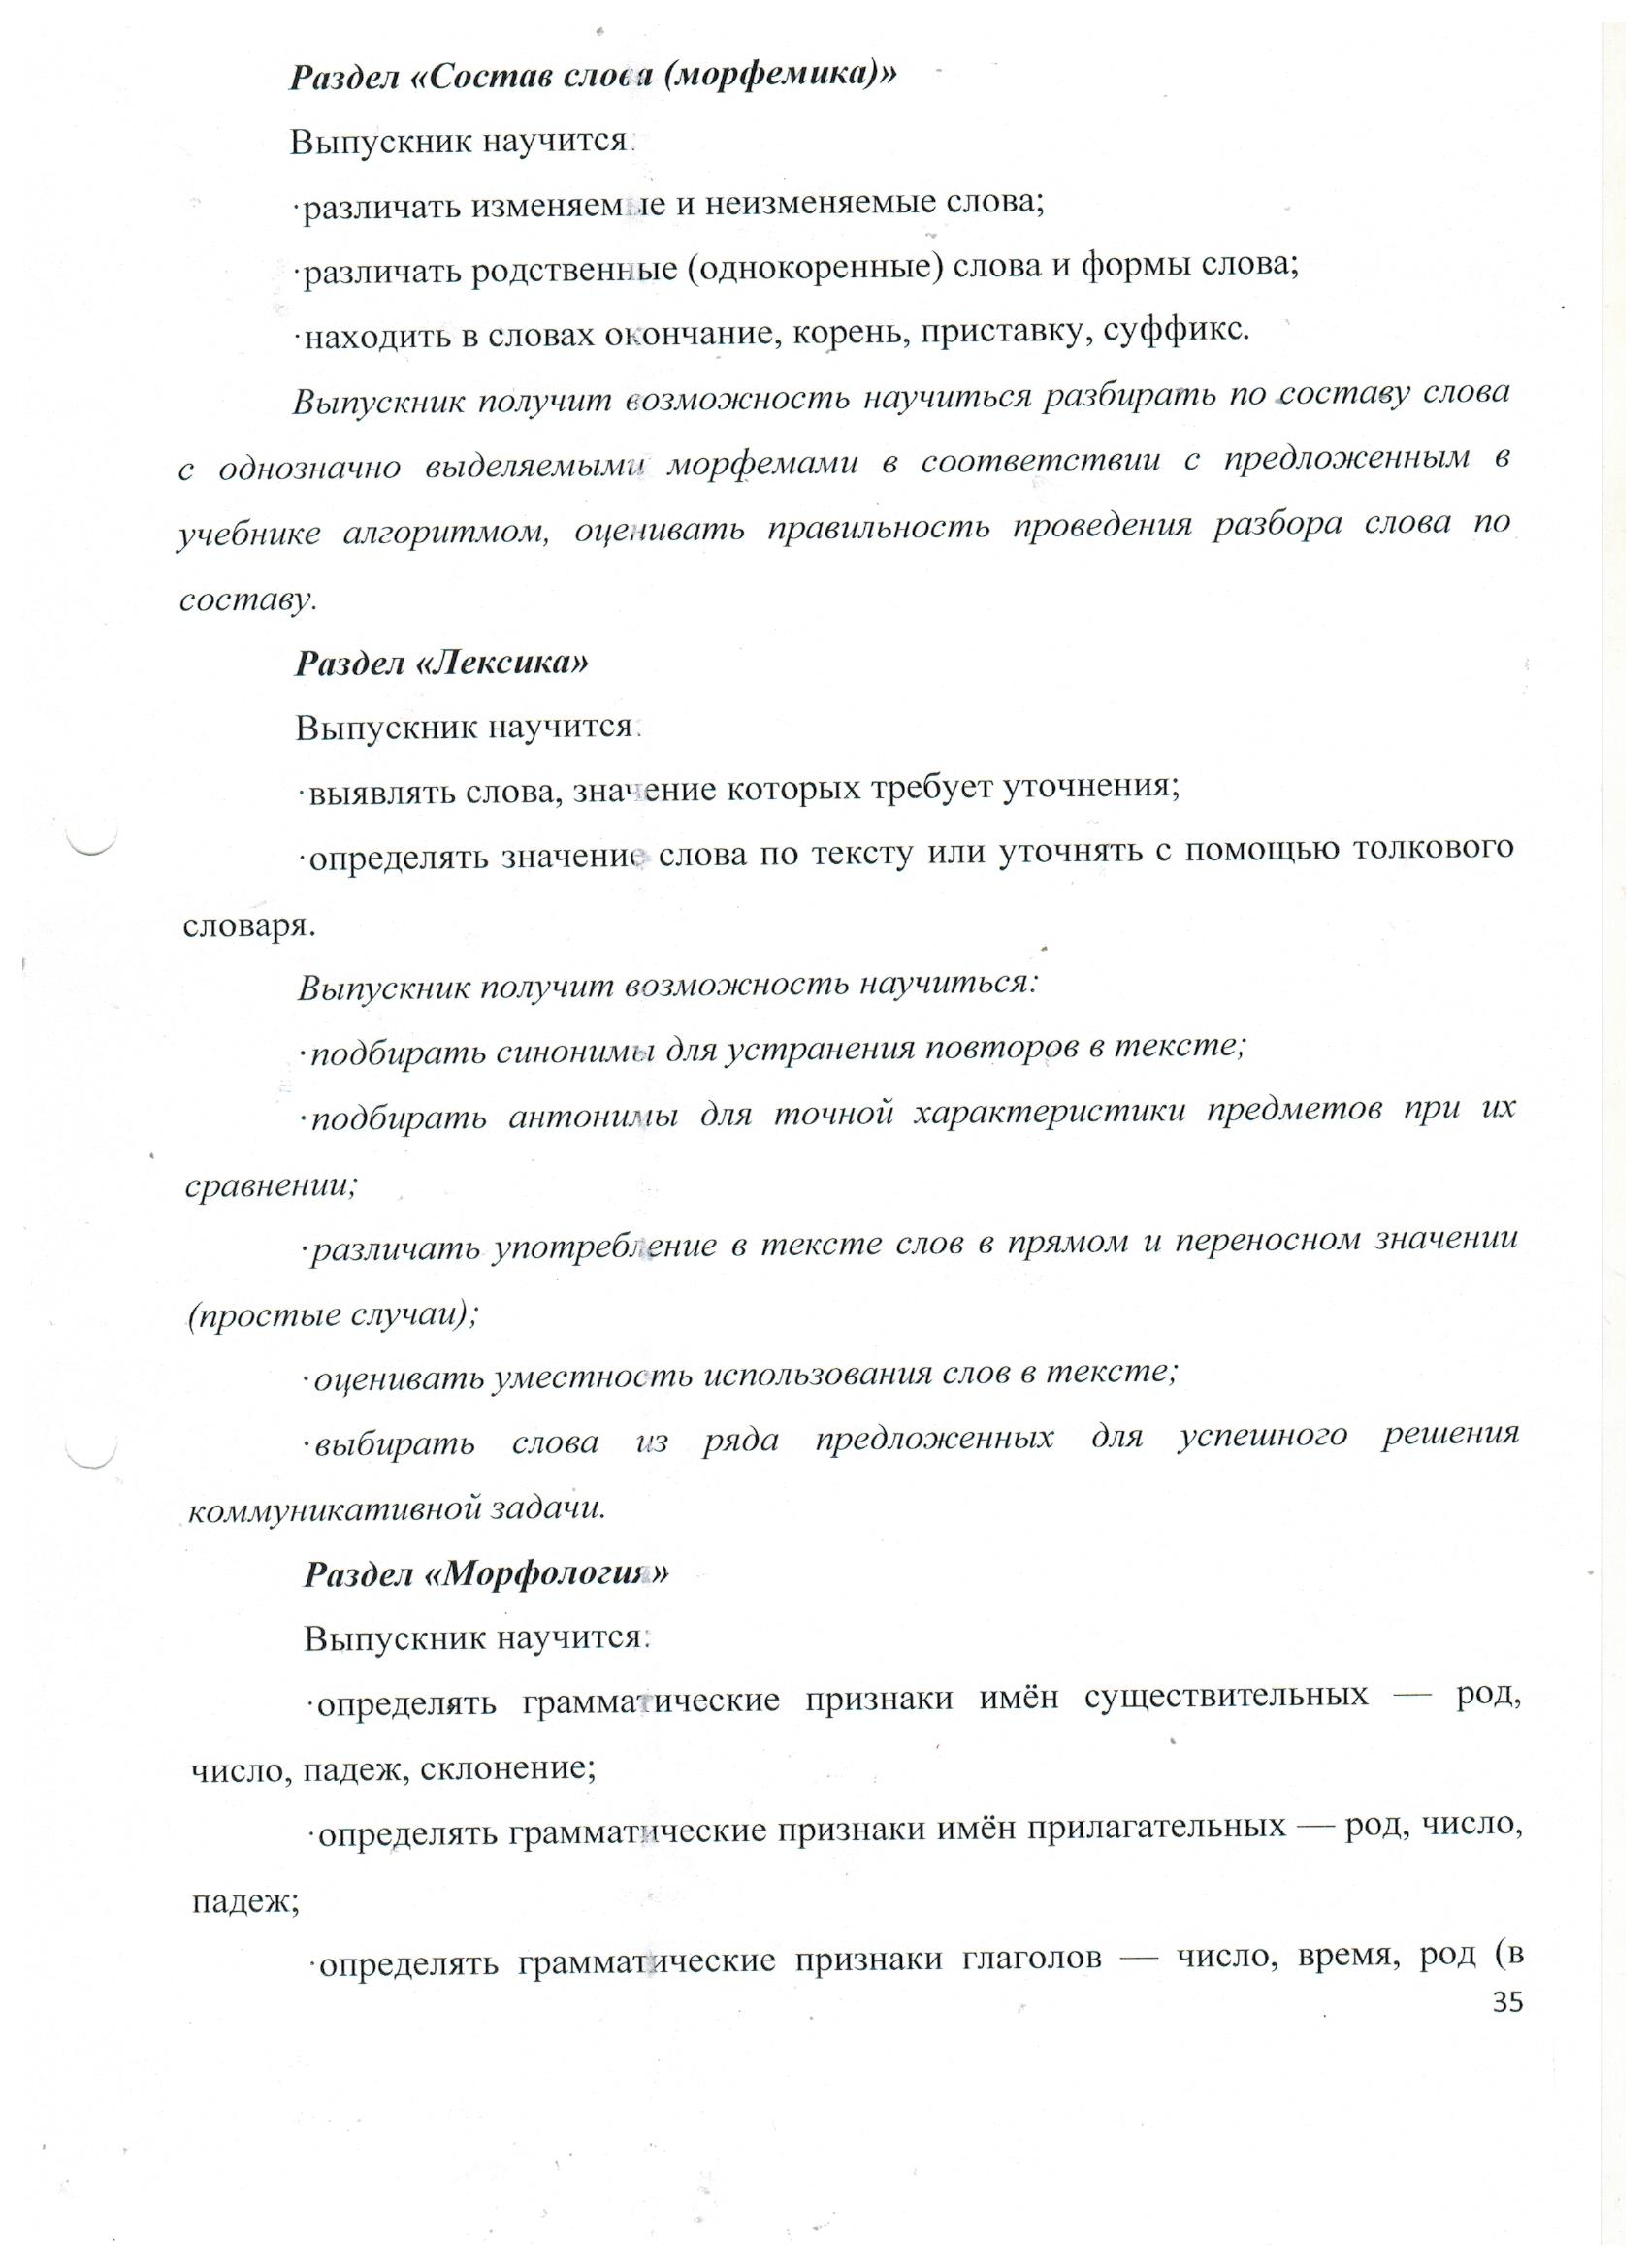 Раздел «Состав слова (морфемика)»
Выпускник научится:
·различать изменяемые и неизменяемые слова;
·различать родственные (однокоренные) слова и формы слова;
·находить в словах окончание, корень, приставку, суффикс.
Выпускник получит возможность научиться разбирать по составу слова
с однозначно выделяемыми морфемами в соответствии с предложенным в
учебнике алгоритмом, оценивать правильность проведения разбора слова по
составу.
Раздел «Лексика»
Выпускник научится:
·выявлять слова, значение которых требует уточнения;
·определять значение слова по тексту или уточнять с помощью толкового
словаря.
Выпускник получит возможность научиться:
·подбирать синонимы для устранения повторов в тексте;
·подбирать антонимы для точной характеристики предметов при их
сравнении;
·различать употребление в тексте слов в прямом и переносном значении
(простые случаи);
·оценивать уместность использования слов в тексте;
·выбирать слова из ряда предложенных для успешного решения
коммуникативной задачи.
Раздел «Морфология»
Выпускник научится:
·определять грамматические признаки имён существительных — род,
число, падеж, склонение;
·определять грамматические признаки имён прилагательных — род, число,
падеж;
·определять грамматические признаки глаголов — число, время, род (в
35